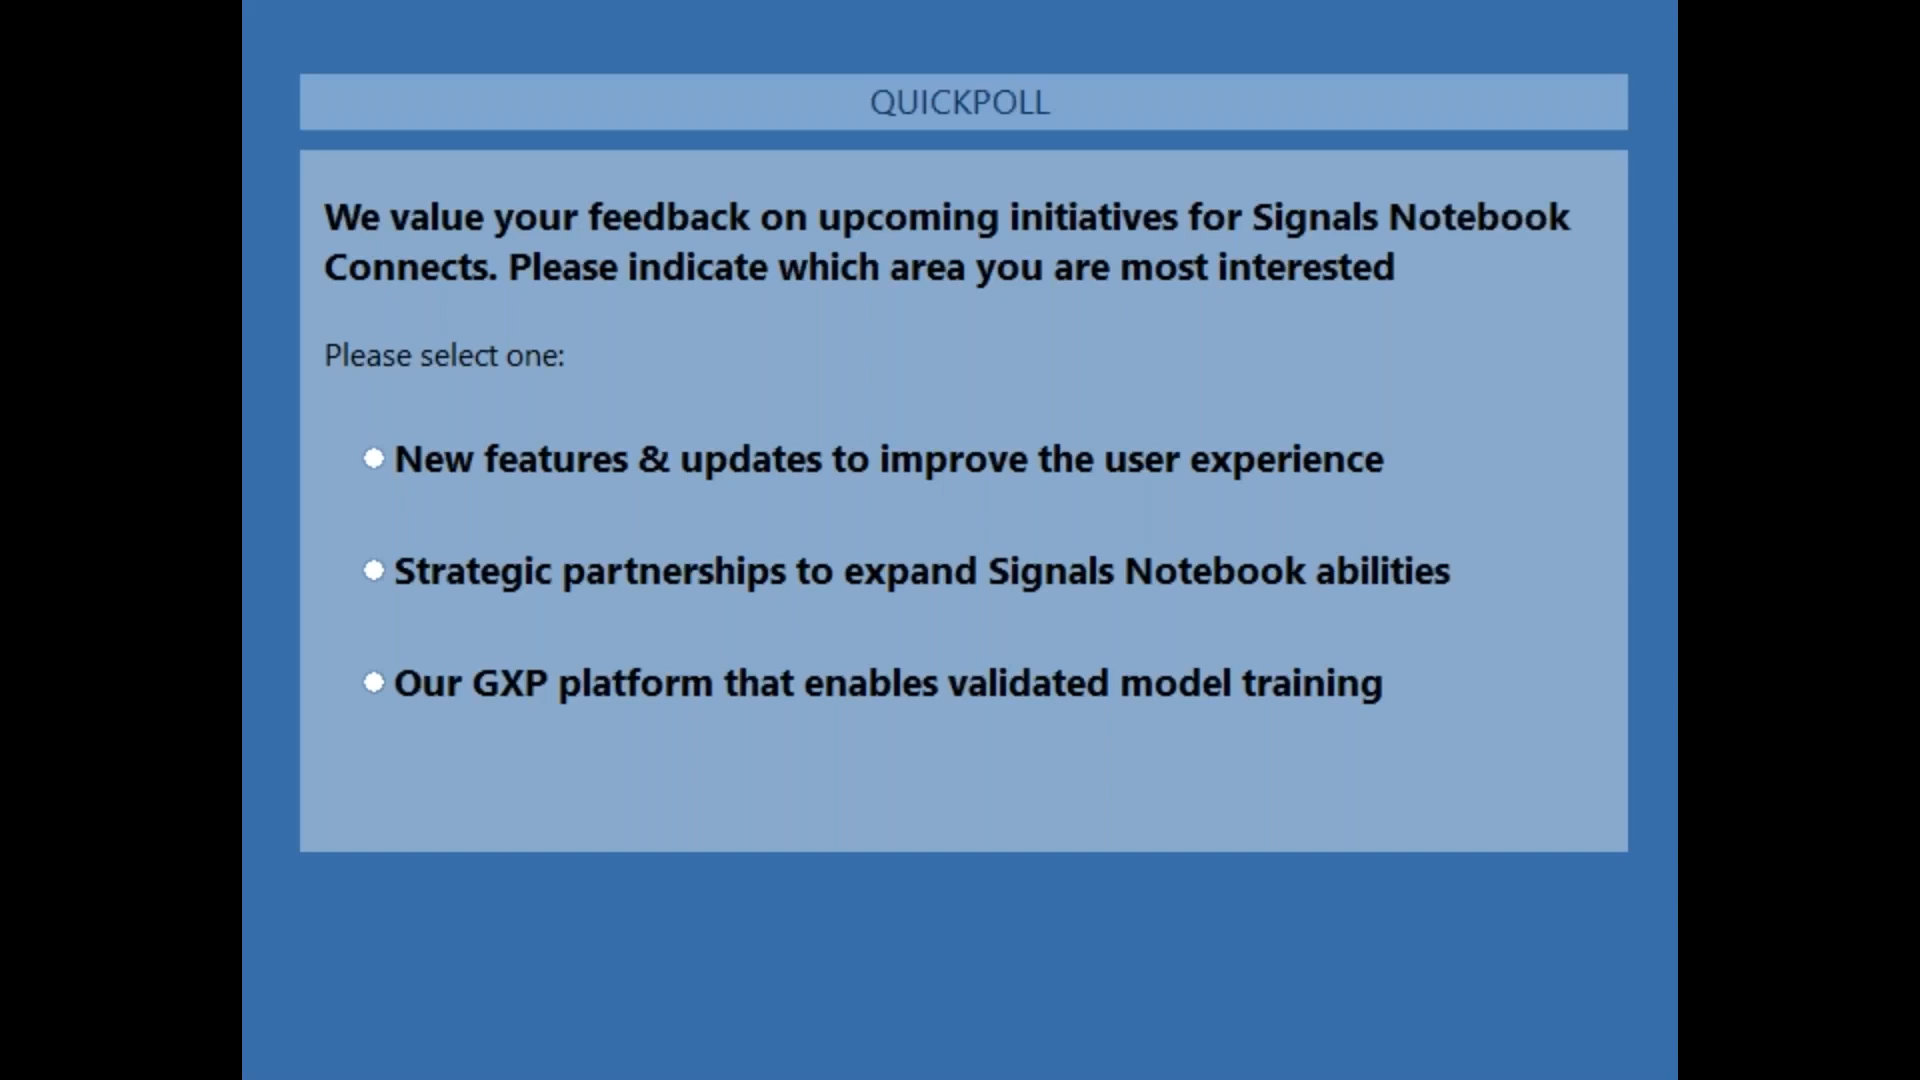 QUICKPOLL
We value your feedback on upcoming initiatives for Signals Notebook
Connects. Please indicate which area you are most interested
Please select one:
New features & updates to improve the user experience
Strategic partnerships to expand Signals Notebook abilities
Our GXP platform that enables validated model training